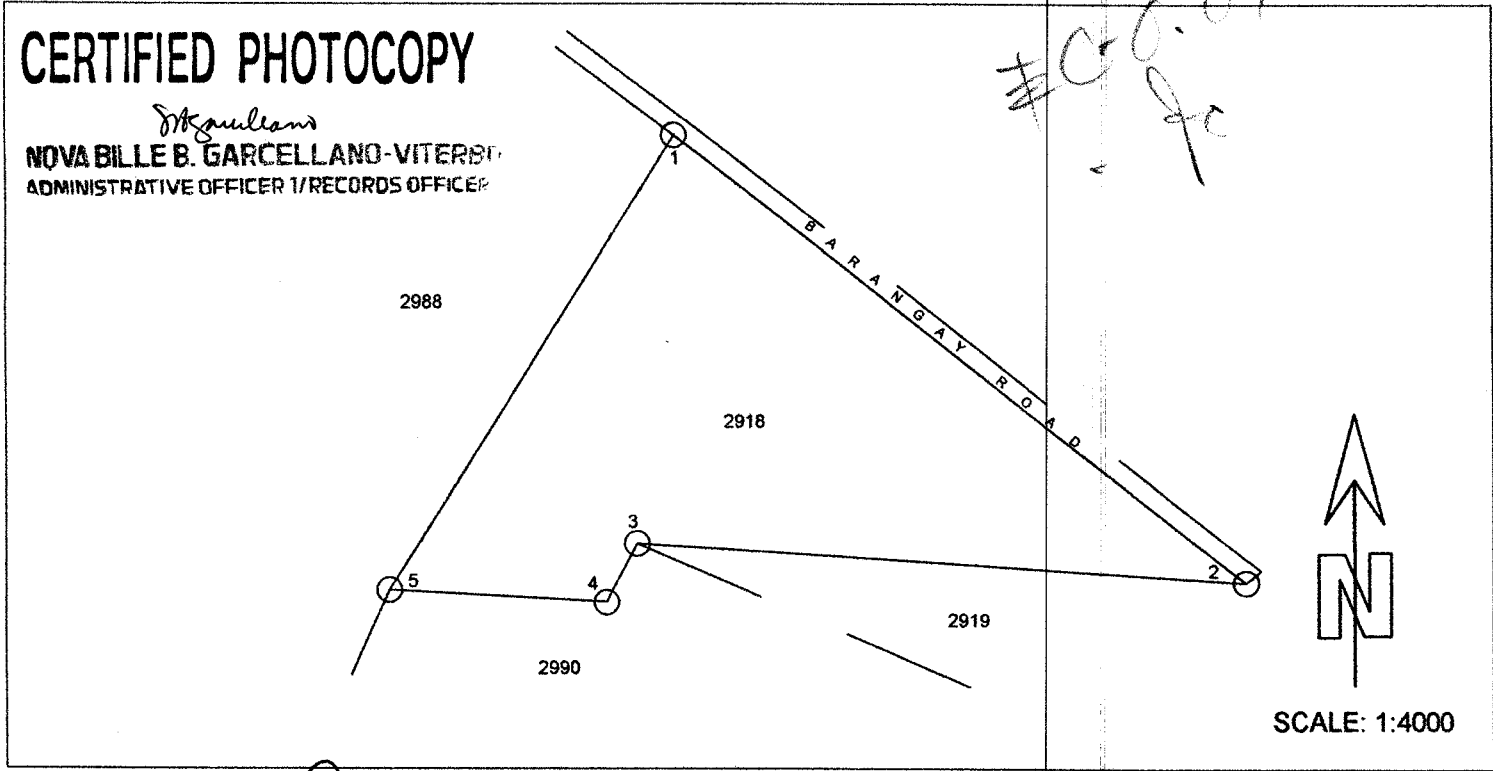 CERTIFIED PHOTOCOPY
NOVA BILLE B. GARCELLANO-VITERBO
ADMINISTRATIVE OFFICER 1/RECORDS OFFICER
1
BARANGAY ROAD
2988
2918
3
5
4
2
2919
2990
N
SCALE: 1:4000